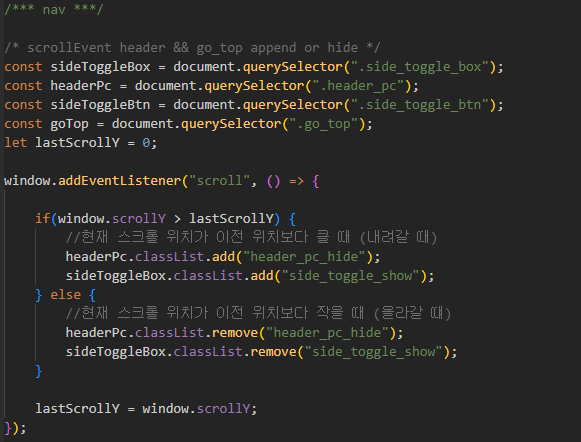 /*** nav ***/
/* scrollEvent header && go_top append or hide */
const sideToggleBox = document.querySelector(".side_toggle_box");
const headerPc = document.querySelector(".header_pc");
const sideToggleBtn = document.querySelector(".side_toggle_btn");
const goTop = document.querySelector(".go_top");
let lastScrollY = 0;
window.addEventListener("scroll", () => {
if(window.scrollY > lastScrollY) {
//현재 스크롤 위치가 이전 위치보다 클 때 (내려갈 때)
headerPc.classList.add("header_pc_hide");
sideToggleBox.classList.add("side_toggle_show");
} else {
//현재 스크롤 위치가 이전 위치보다 작을 때 (올라갈 때)
headerPc.classList.remove("header_pc_hide");
sideToggleBox.classList.remove("side_toggle_show");
}
lastScrollY = window.scrollY;
});